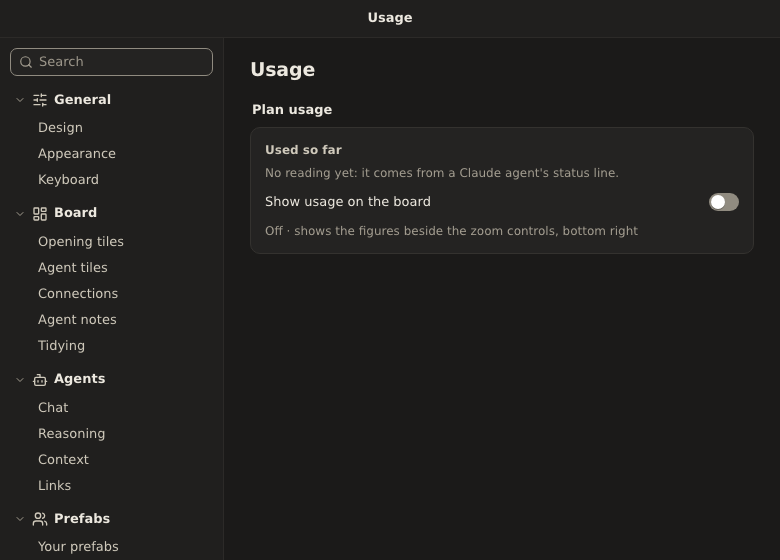 Usage
Search
General
Design
Appearance
Keyboard
Board
Opening tiles
Agent tiles
Connections
Agent notes
Tidying
Agents
Chat
Reasoning
Context
Links
Prefabs
Your prefabs
Usage
Plan usage
Used so far
No reading yet: it comes from a Claude agent's status line.
Show usage on the board
Off · shows the figures beside the zoom controls, bottom right